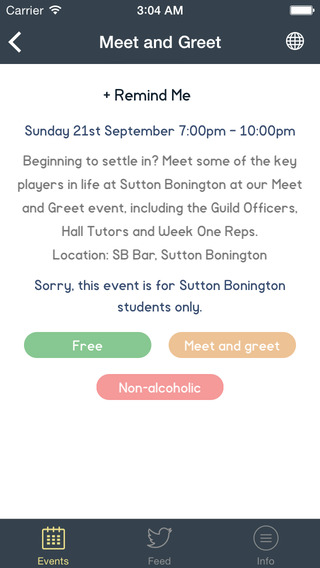 Carrier 3:04 AM
Meet and Greet
+ Remind Me
Sunday 21st September 7:00pm - 10:00pm
Beginning to settle in? Meet some of the key
players in life at Sutton Bonington at our Meet
and Greet event, including the Guild Officers,
Hall Tutors and Week One Reps.
Location: SB Bar, Sutton Bonington
Sorry, this event is for Sutton Bonington
students only.
Free Meet and greet
Non-alcoholic
Events Feed Info